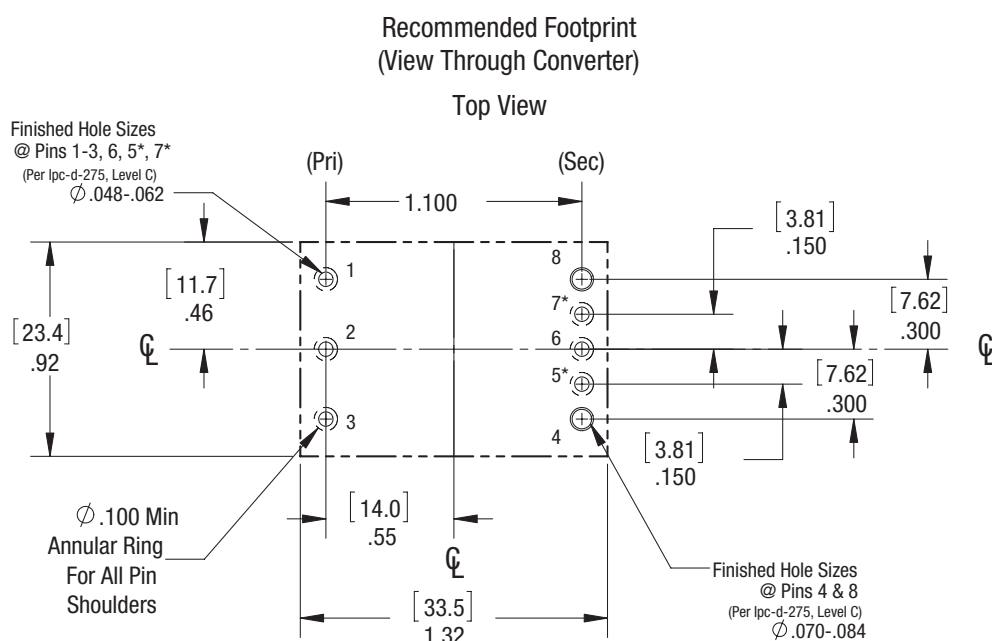 Recommended Footprint
(View Through Converter)
Top View
Finished Hole Sizes
@ Pins 1-3, 6, 5*, 7*
(Per Ipc-d-275, Level C)
∅ .048-.062
(Pri)
(Sec)
1.100
[3.81]
.150
[11.7]
.46
[23.4]
.92
1
2
3
8
7*
6
5*
4
[7.62]
.300
[7.62]
.300
[3.81]
.150
℄
℄
∅ .100 Min
Annular Ring
For All Pin
Shoulders
[14.0]
.55
℄
[33.5]
1.32
Finished Hole Sizes
@ Pins 4 & 8
(Per Ipc-d-275, Level C)
∅ .070-.084